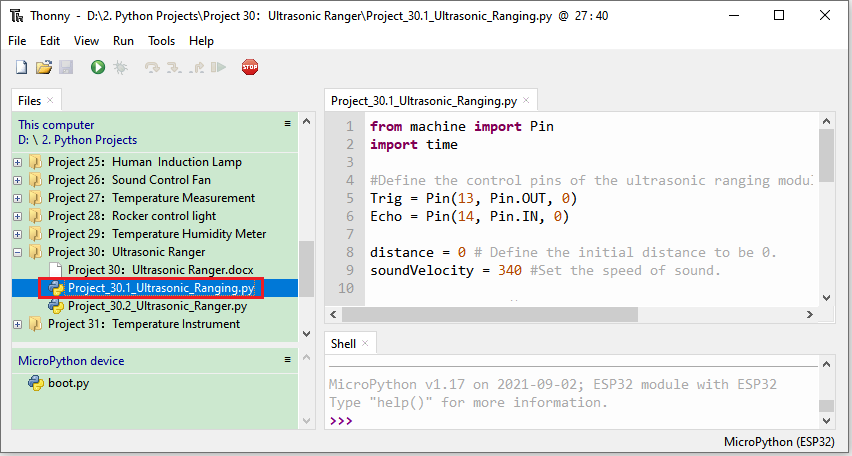 Thonny - D:\2. Python Projects\Project 30: Ultrasonic Ranger\Project_30.1_Ultrasonic_Ranging.py @ 27:40
File Edit View Run Tools Help
STOP
Files ×
This computer ≡
D: \ 2. Python Projects
Project 25: Human Induction Lamp
Project 26: Sound Control Fan
Project 27: Temperature Measurement
Project 28: Rocker control light
Project 29: Temperature Humidity Meter
Project 30: Ultrasonic Ranger
Project 30: Ultrasonic Ranger.docx
Project_30.1_Ultrasonic_Ranging.py
Project_30.2_Ultrasonic_Ranger.py
Project 31: Temperature Instrument
MicroPython device ≡
boot.py
Project_30.1_Ultrasonic_Ranging.py ×
1 from machine import Pin
2 import time
3
4 #Define the control pins of the ultrasonic ranging modul
5 Trig = Pin(13, Pin.OUT, 0)
6 Echo = Pin(14, Pin.IN, 0)
7
8 distance = 0 # Define the initial distance to be 0.
9 soundVelocity = 340 #Set the speed of sound.
10
Shell ×
MicroPython v1.17 on 2021-09-02; ESP32 module with ESP32
Type "help()" for more information.
>>>
MicroPython (ESP32)